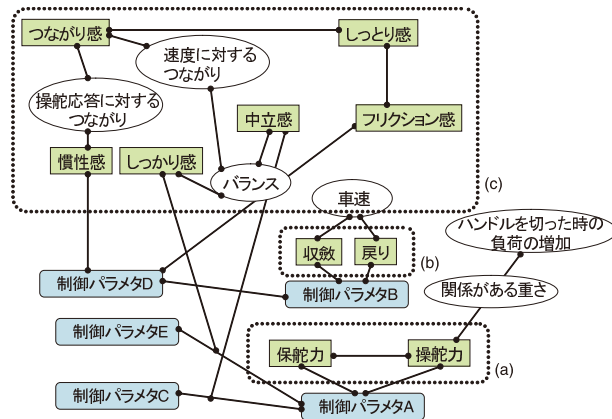 つながり感
しっとり感
速度に対する
つながり
操舵応答に対する
つながり
中立感
フリクション感
慣性感
しっかり感
バランス
(c)
車速
ハンドルを切った時の
負荷の増加
収斂
戻り
(b)
関係がある重さ
制御パラメタD
制御パラメタB
制御パラメタE
保舵力
操舵力
(a)
制御パラメタC
制御パラメタA